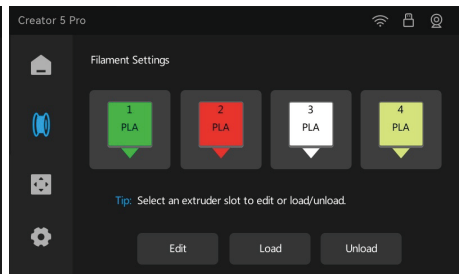 Creator 5 Pro
Filament Settings
1
PLA
2
PLA
3
PLA
4
PLA
Tip: Select an extruder slot to edit or load/unload.
Edit
Load
Unload